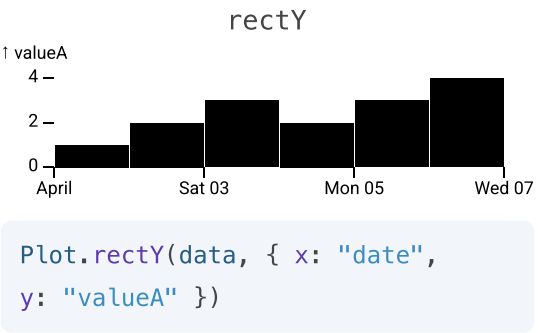 rectY
↑ valueA
4
2
0
April
Sat 03
Mon 05
Wed 07
Plot.rectY(data, { x: "date",
y: "valueA" })